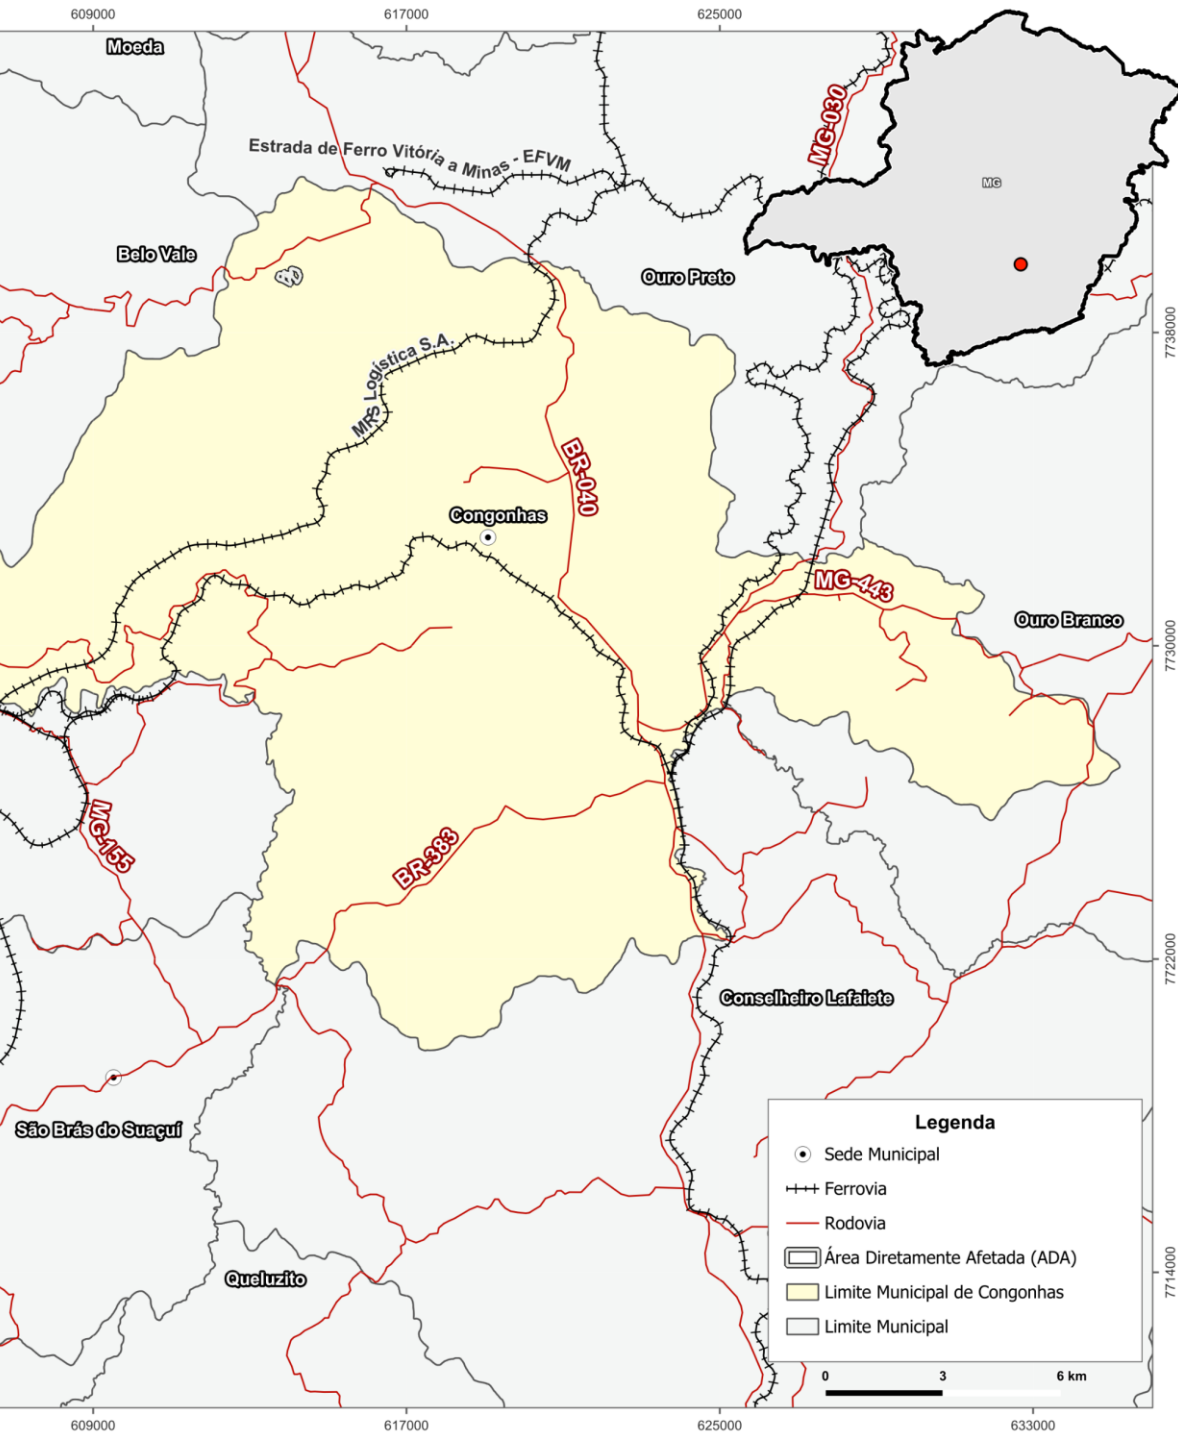 609000
617000
625000
Moeda
MG-030
Estrada de Ferro Vitória a Minas - EFVM
MG
Belo Vale
Ouro Preto
7738000
MRS Logística S.A.
BR-040
Congonhas
MG-443
Ouro Branco
7730000
MG-155
BR-383
7722000
Conselheiro Lafaiete
São Brás do Suaçuí
Queluzito
7714000
Legenda
Sede Municipal
Ferrovia
Rodovia
Área Diretamente Afetada (ADA)
Limite Municipal de Congonhas
Limite Municipal
0 3 6 km
609000
617000
625000
633000